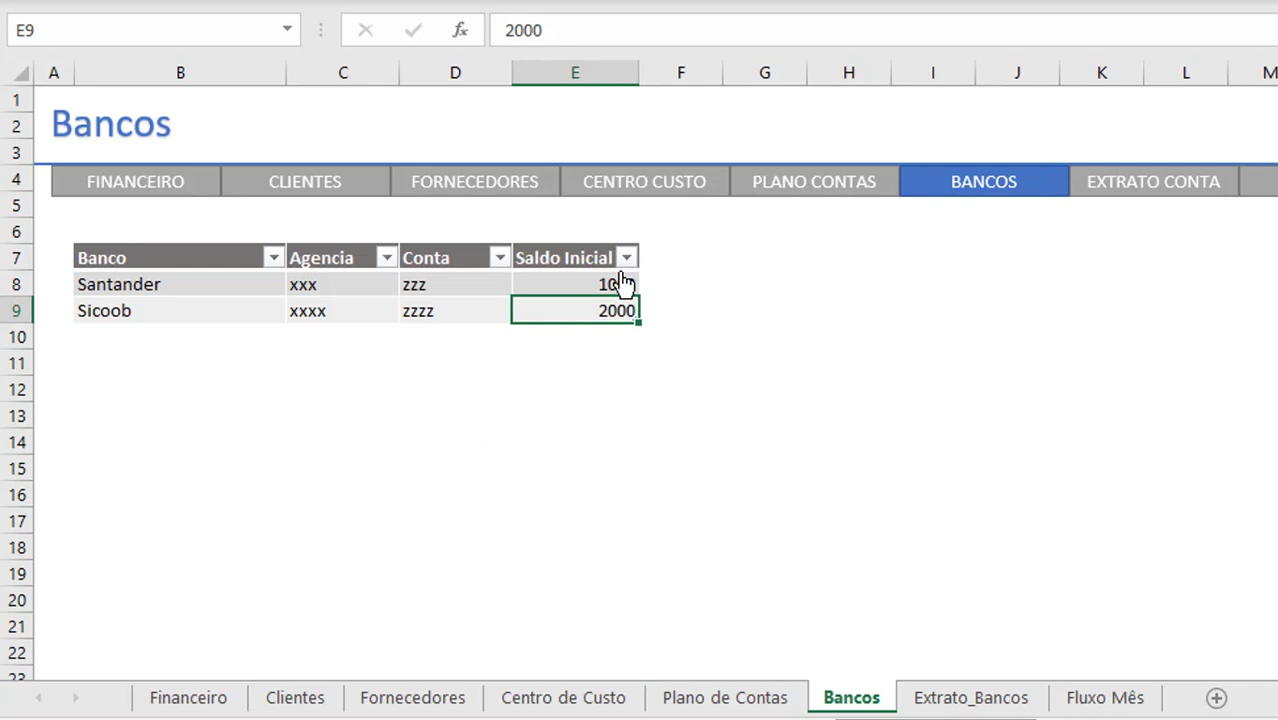 E9 fx 2000
A B C D E F G H I J K L M
1
2 Bancos
3
4 FINANCEIRO CLIENTES FORNECEDORES CENTRO CUSTO PLANO CONTAS BANCOS EXTRATO CONTA
5
6
7 Banco Agencia Conta Saldo Inicial
8 Santander xxx zzz
9 Sicoob xxxx zzzz 2000
10
11
12
13
14
15
16
17
18
19
20
21
22
23
Financeiro Clientes Fornecedores Centro de Custo Plano de Contas Bancos Extrato_Bancos Fluxo Mês